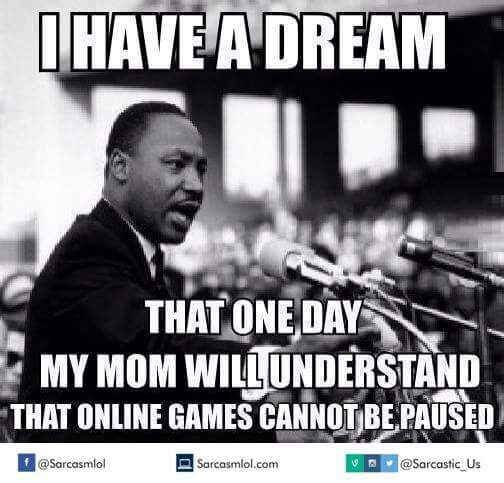 I HAVE A DREAM
THAT ONE DAY
MY MOM WILL UNDERSTAND
THAT ONLINE GAMES CANNOT BE PAUSED
@Sarcasmlol Sarcasmlol.com @Sarcastic_Us